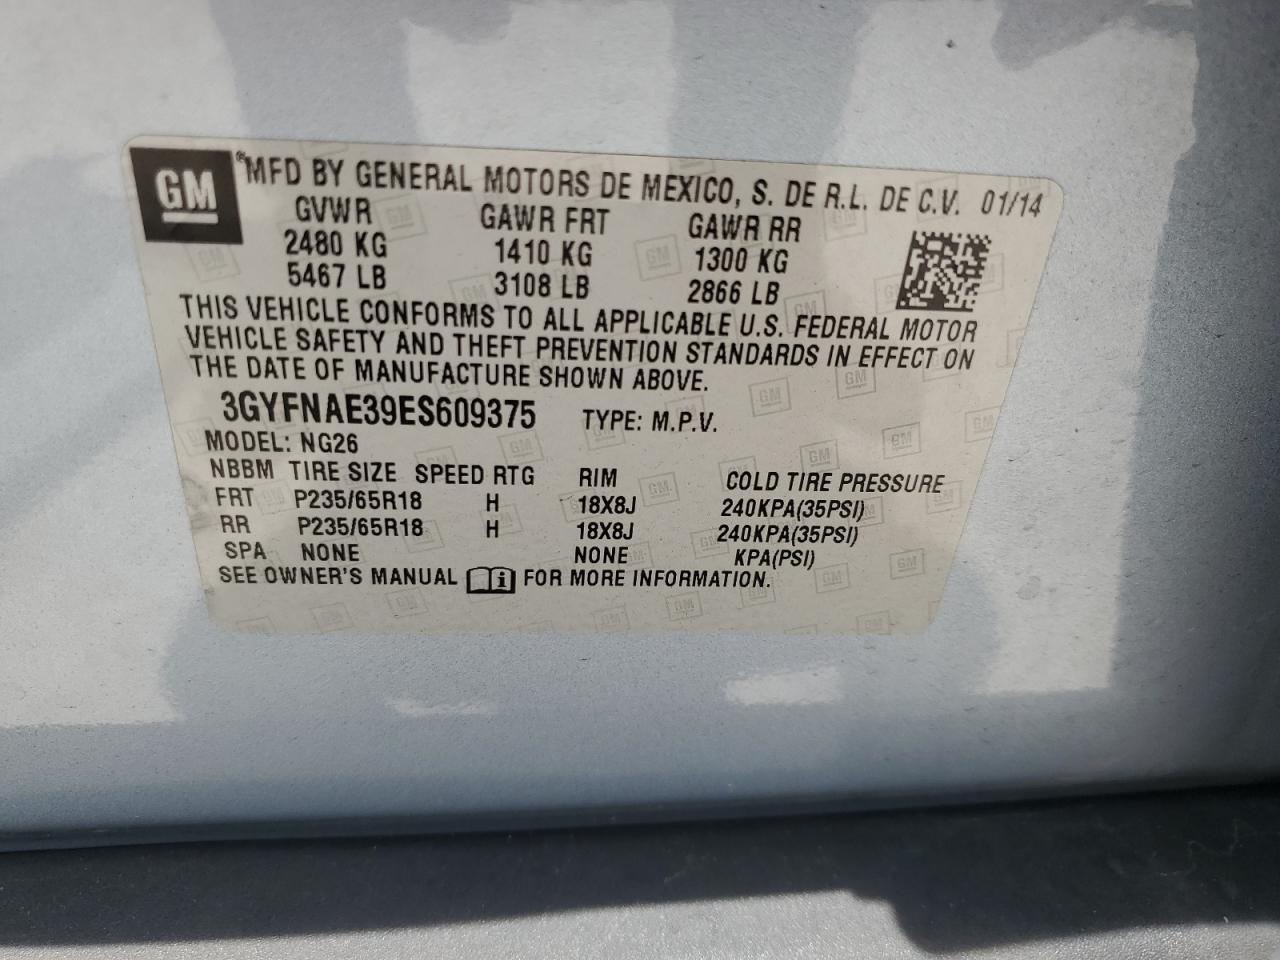 GM ® MFD BY GENERAL MOTORS DE MEXICO, S. DE R.L. DE C.V. 01/14
GVWR GAWR FRT GAWR RR
2480 KG 1410 KG 1300 KG
5467 LB 3108 LB 2866 LB
THIS VEHICLE CONFORMS TO ALL APPLICABLE U.S. FEDERAL MOTOR
VEHICLE SAFETY AND THEFT PREVENTION STANDARDS IN EFFECT ON
THE DATE OF MANUFACTURE SHOWN ABOVE.
3GYFNAE39ES609375 TYPE: M.P.V.
MODEL: NG26
NBBM TIRE SIZE SPEED RTG RIM COLD TIRE PRESSURE
FRT P235/65R18 H 18X8J 240KPA(35PSI)
RR P235/65R18 H 18X8J 240KPA(35PSI)
SPA NONE NONE KPA(PSI)
SEE OWNER'S MANUAL i FOR MORE INFORMATION.